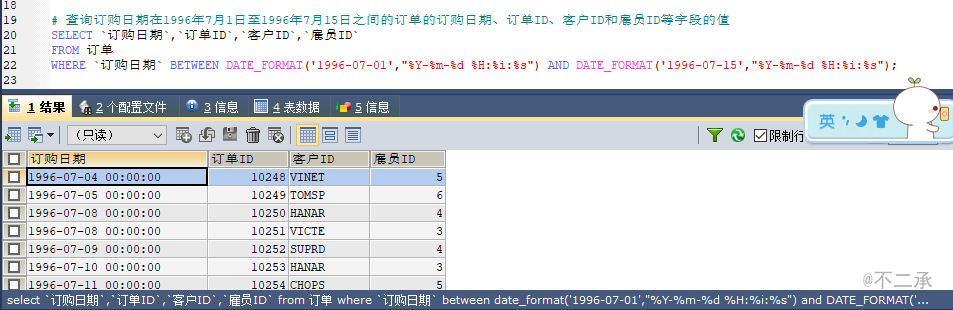 18
19 # 查询订购日期在1996年7月1日至1996年7月15日之间的订单的订购日期、订单ID、客户ID和雇员ID等字段的值
20 SELECT `订购日期`,`订单ID`,`客户ID`,`雇员ID`
21 FROM 订单
22 WHERE `订购日期` BETWEEN DATE_FORMAT('1996-07-01',"%Y-%m-%d %H:%i:%s") AND DATE_FORMAT('1996-07-15',"%Y-%m-%d %H:%i:%s");
23
1 结果 2 个配置文件 3 信息 4 表数据 5 信息
英
(只读) 限制行
订购日期 订单ID 客户ID 雇员ID
1996-07-04 00:00:00 10248 VINET 5
1996-07-05 00:00:00 10249 TOMSP 6
1996-07-08 00:00:00 10250 HANAR 4
1996-07-08 00:00:00 10251 VICTE 3
1996-07-09 00:00:00 10252 SUPRD 4
1996-07-10 00:00:00 10253 HANAR 3
1996-07-11 00:00:00 10254 CHOPS 5
@不二承
select `订购日期`,`订单ID`,`客户ID`,`雇员ID` from 订单 where `订购日期` between date_format('1996-07-01',"%Y-%m-%d %H:%i:%s") and DATE_FORMAT('...